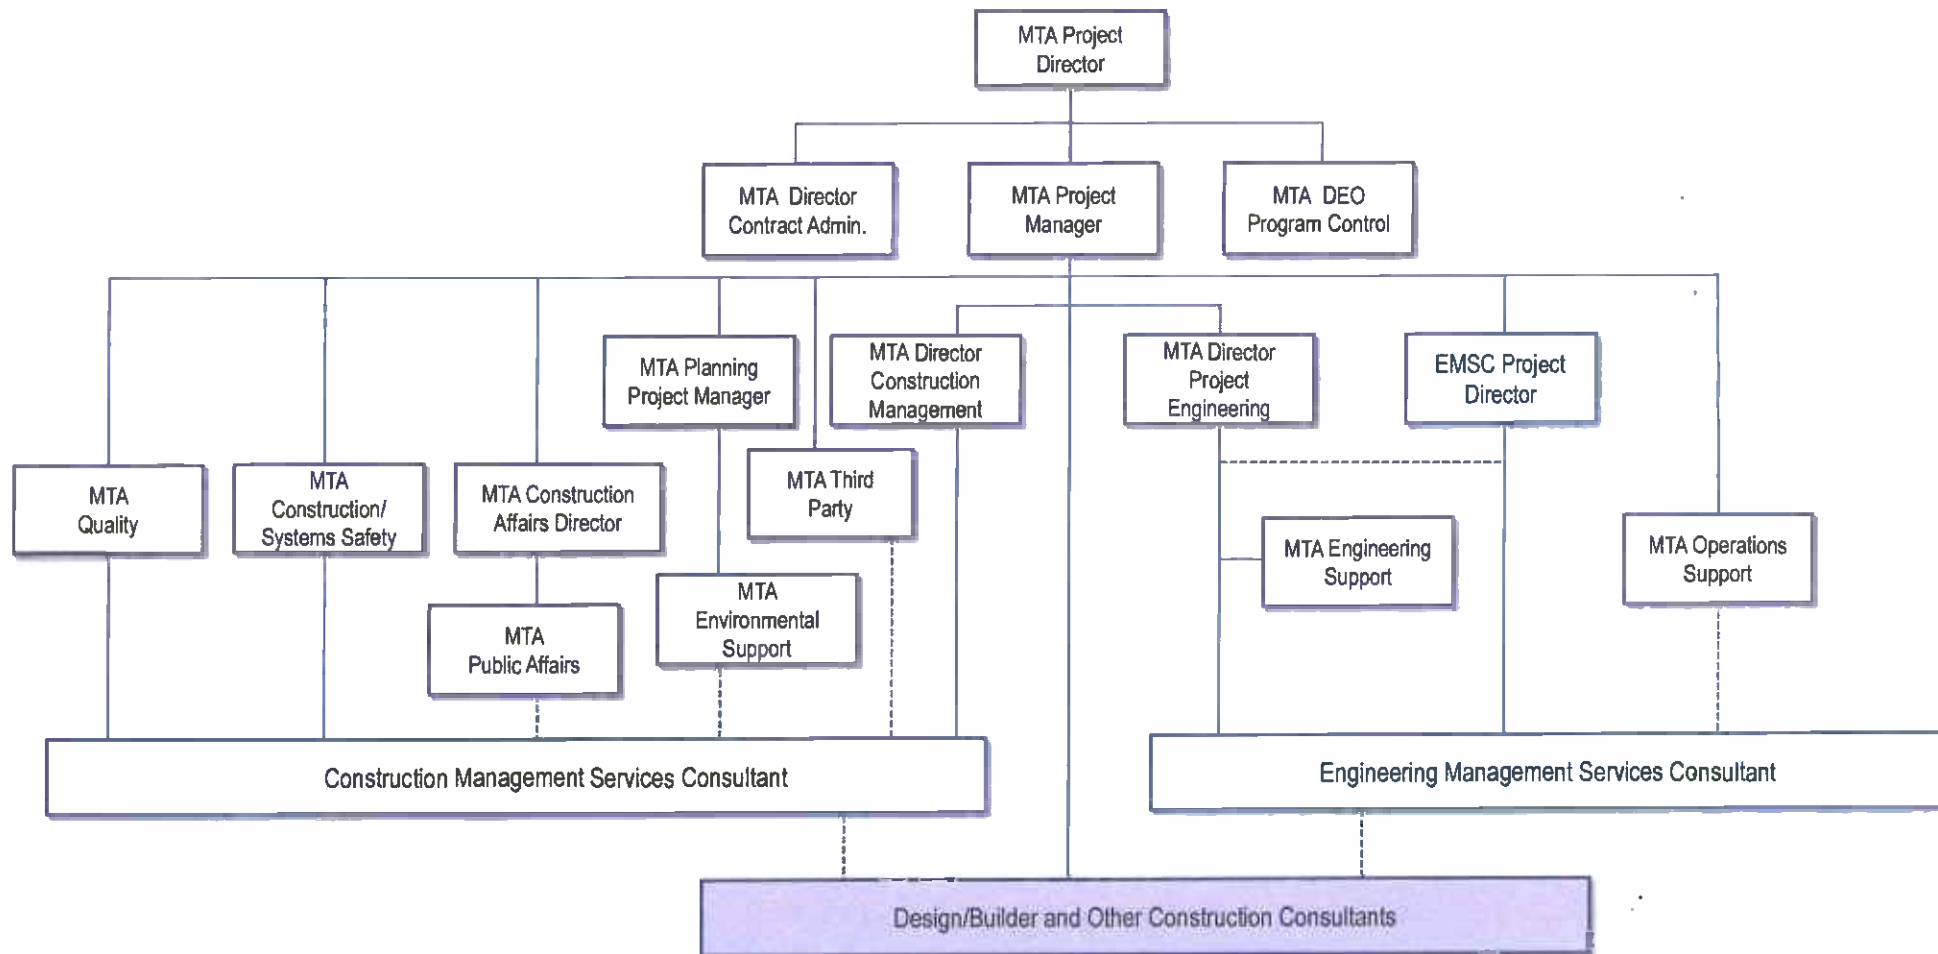 MTA Project
Director
MTA Director
Contract Admin.
MTA Project
Manager
MTA DEO
Program Control
MTA Planning
Project Manager
MTA Director
Construction
Management
MTA Director
Project
Engineering
EMSC Project
Director
MTA
Quality
MTA
Construction/
Systems Safety
MTA Construction
Affairs Director
MTA Third
Party
MTA Engineering
Support
MTA Operations
Support
MTA
Public Affairs
MTA
Environmental
Support
Construction Management Services Consultant
Engineering Management Services Consultant
Design/Builder and Other Construction Consultants